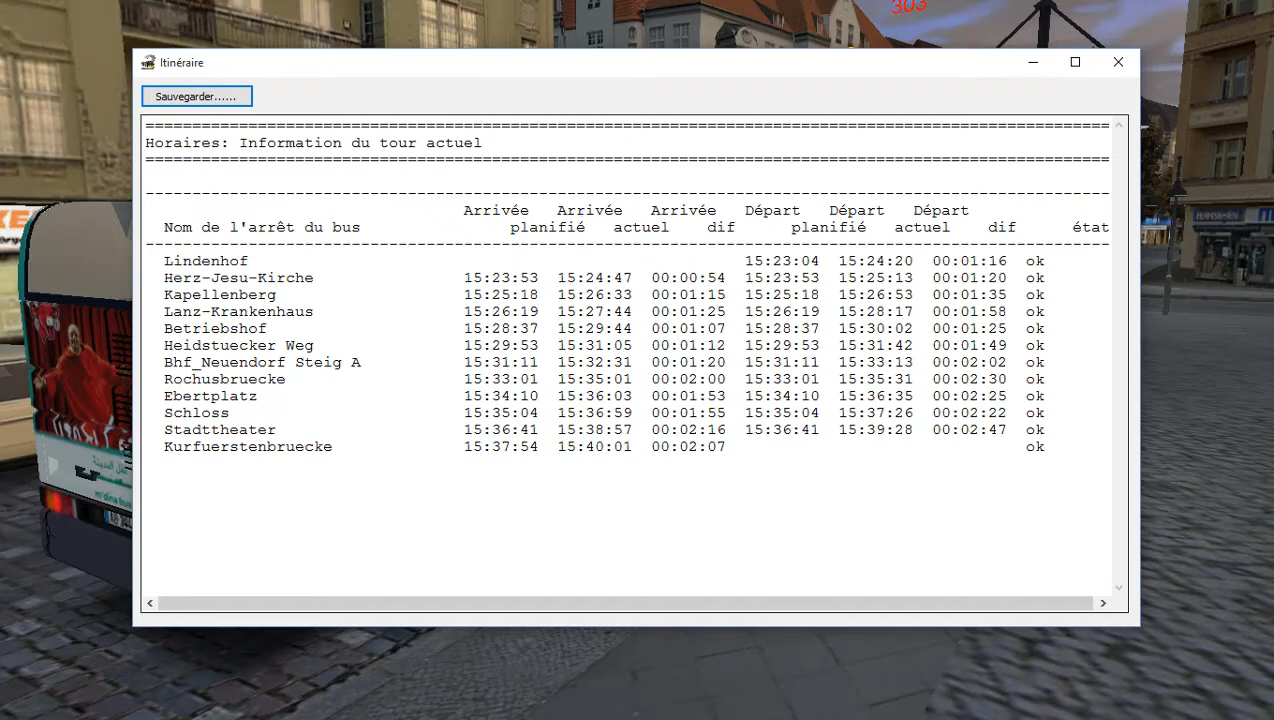 303
Itinéraire
Sauvegarder......
Horaires: Information du tour actuel
Arrivée Arrivée Arrivée Départ Départ Départ
Nom de l'arrêt du bus planifié actuel dif planifié actuel dif état
Lindenhof 15:23:04 15:24:20 00:01:16 ok
Herz-Jesu-Kirche 15:23:53 15:24:47 00:00:54 15:23:53 15:25:13 00:01:20 ok
Kapellenberg 15:25:18 15:26:33 00:01:15 15:25:18 15:26:53 00:01:35 ok
Lanz-Krankenhaus 15:26:19 15:27:44 00:01:25 15:26:19 15:28:17 00:01:58 ok
Betriebshof 15:28:37 15:29:44 00:01:07 15:28:37 15:30:02 00:01:25 ok
Heidstuecker Weg 15:29:53 15:31:05 00:01:12 15:29:53 15:31:42 00:01:49 ok
Bhf_Neuendorf Steig A 15:31:11 15:32:31 00:01:20 15:31:11 15:33:13 00:02:02 ok
Rochusbruecke 15:33:01 15:35:01 00:02:00 15:33:01 15:35:31 00:02:30 ok
Ebertplatz 15:34:10 15:36:03 00:01:53 15:34:10 15:36:35 00:02:25 ok
Schloss 15:35:04 15:36:59 00:01:55 15:35:04 15:37:26 00:02:22 ok
Stadttheater 15:36:41 15:38:57 00:02:16 15:36:41 15:39:28 00:02:47 ok
Kurfuerstenbruecke 15:37:54 15:40:01 00:02:07 ok